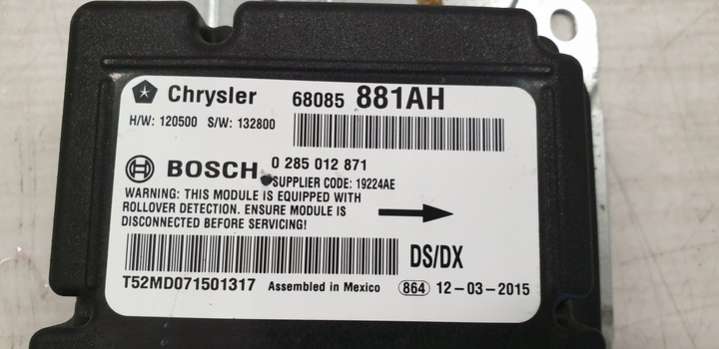 Chrysler 68085 881AH
H/W: 120500 S/W: 132800
BOSCH 0 285 012 871
SUPPLIER CODE: 19224AE
WARNING: THIS MODULE IS EQUIPPED WITH
ROLLOVER DETECTION. ENSURE MODULE IS
DISCONNECTED BEFORE SERVICING!
DS/DX
T52MD071501317 Assembled in Mexico 864 12-03-2015